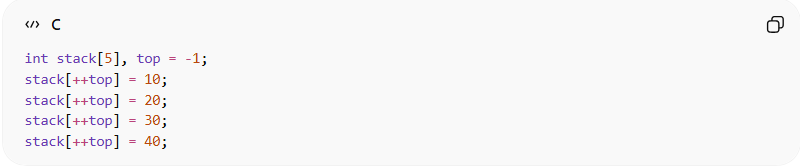 </> C
int stack[5], top = -1;
stack[++top] = 10;
stack[++top] = 20;
stack[++top] = 30;
stack[++top] = 40;